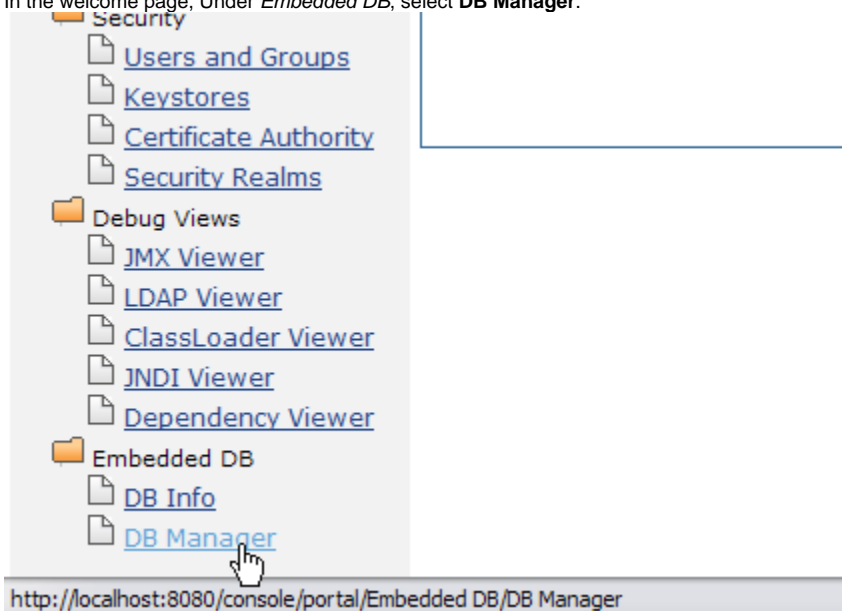 In the welcome page, Under Embedded DB, select DB Manager.
Security
Users and Groups
Keystores
Certificate Authority
Security Realms
Debug Views
JMX Viewer
LDAP Viewer
ClassLoader Viewer
JNDI Viewer
Dependency Viewer
Embedded DB
DB Info
DB Manager
http://localhost:8080/console/portal/Embedded DB/DB Manager